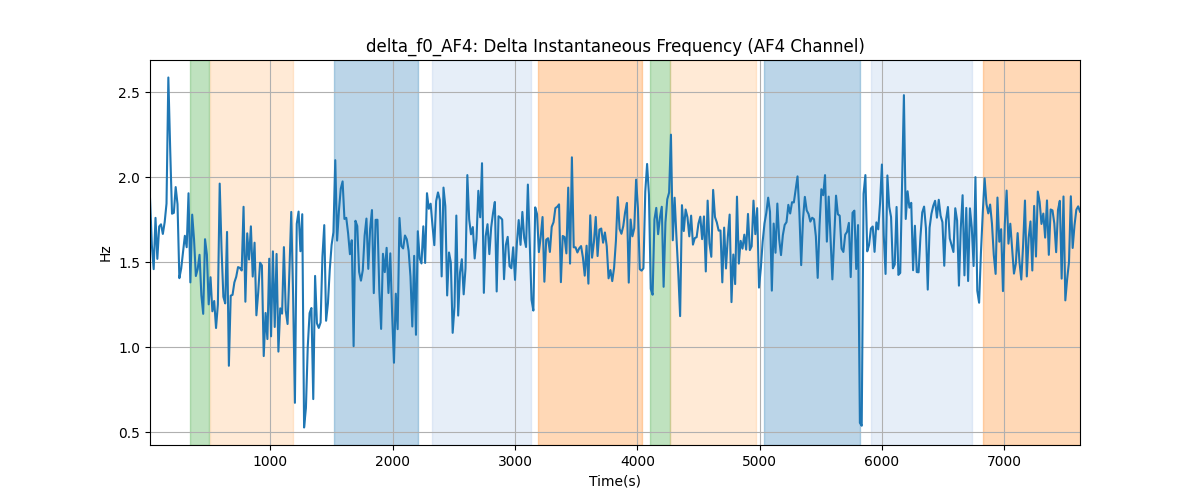 delta_f0_AF4: Delta Instantaneous Frequency (AF4 Channel)
2.5
2.0
1.5
1.0
0.5
Hz
1000 2000 3000 4000 5000 6000 7000
Time(s)